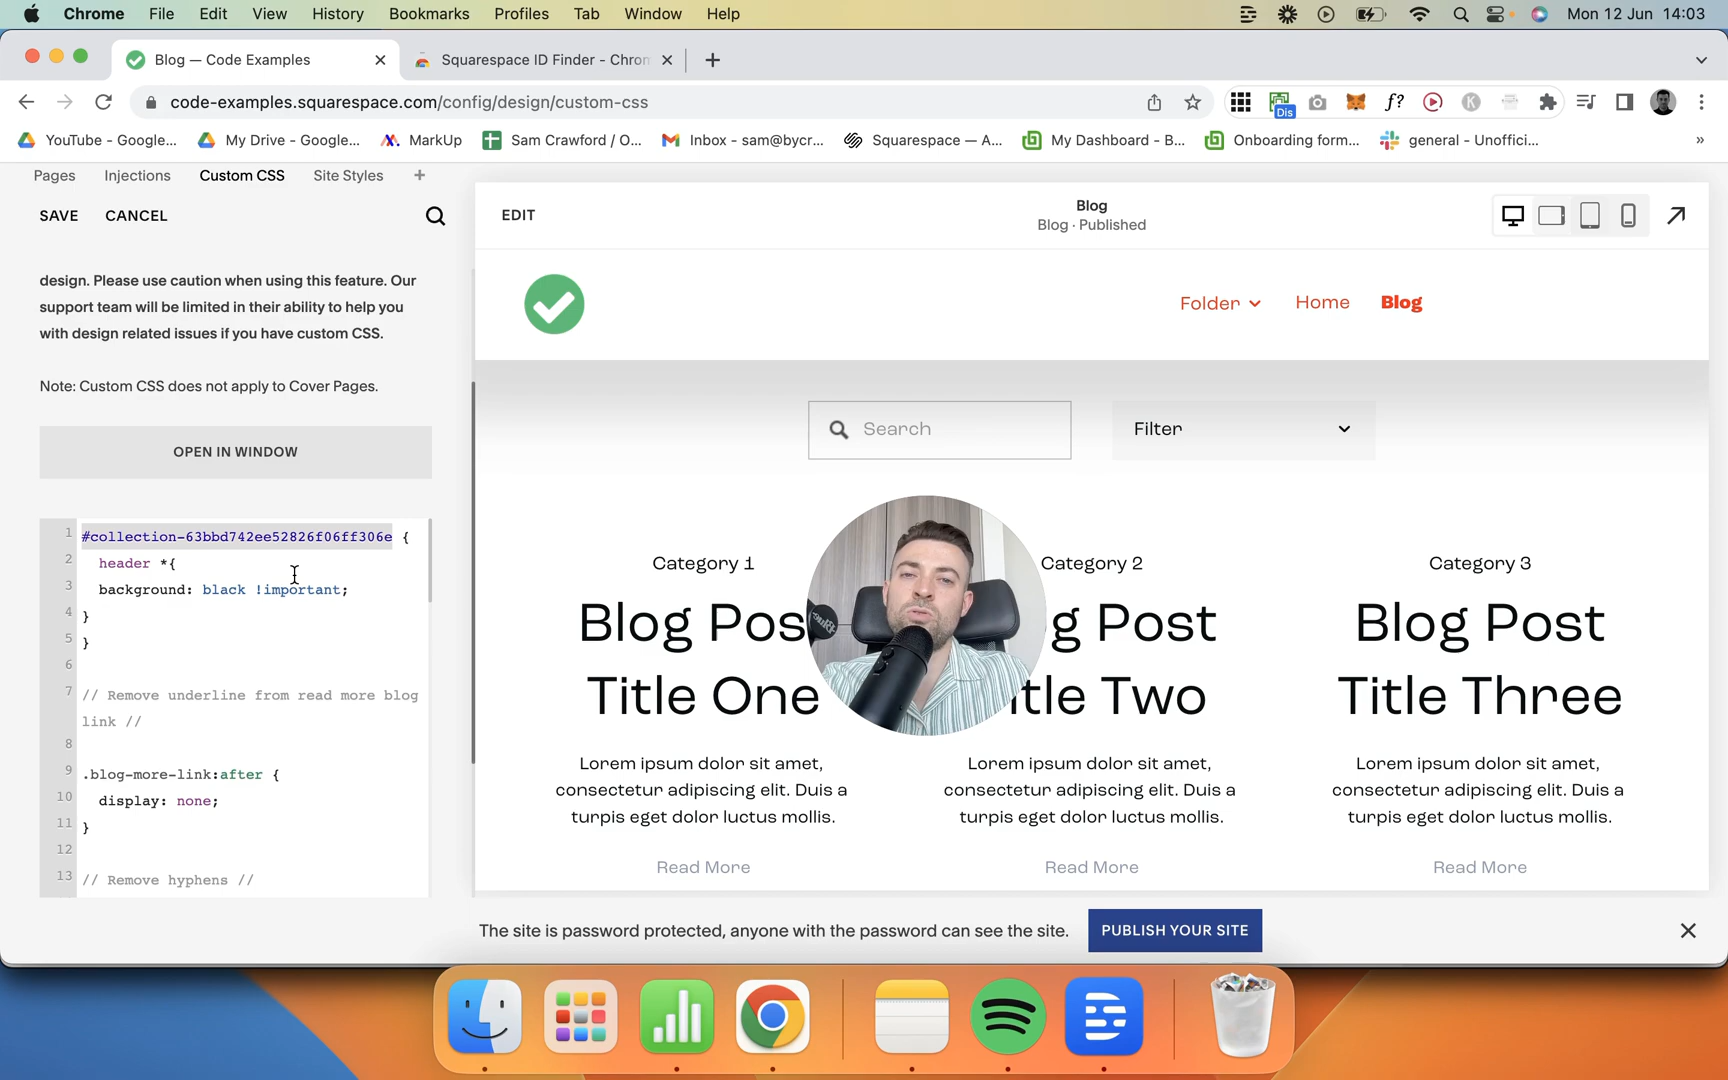 Chrome File Edit View History Bookmarks Profiles Tab Window Help Mon 12 Jun 14:03
Blog — Code Examples Squarespace ID Finder - Chron
code-examples.squarespace.com/config/design/custom-css
Dis
YouTube - Google... My Drive - Google... MarkUp Sam Crawford / O... Inbox - sam@bycr... Squarespace — A... My Dashboard - B... Onboarding form... general - Unoffici...
Pages Injections Custom CSS Site Styles
SAVE CANCEL
design. Please use caution when using this feature. Our
support team will be limited in their ability to help you
with design related issues if you have custom CSS.
Note: Custom CSS does not apply to Cover Pages.
OPEN IN WINDOW
1 #collection-63bbd742ee52826f06ff306e {
2 header *{
3 background: black !important;
4 }
5 }
6
7 // Remove underline from read more blog
link //
8
9 .blog-more-link:after {
10 display: none;
11 }
12
13 // Remove hyphens //
EDIT
Blog
Blog · Published
Folder Home Blog
Search
Filter
Category 1
Blog Pos
Title One
Lorem ipsum dolor sit amet,
consectetur adipiscing elit. Duis a
turpis eget dolor luctus mollis.
Read More
Category 2
g Post
tle Two
Lorem ipsum dolor sit amet,
consectetur adipiscing elit. Duis a
turpis eget dolor luctus mollis.
Read More
Category 3
Blog Post
Title Three
Lorem ipsum dolor sit amet,
consectetur adipiscing elit. Duis a
turpis eget dolor luctus mollis.
Read More
The site is password protected, anyone with the password can see the site. PUBLISH YOUR SITE